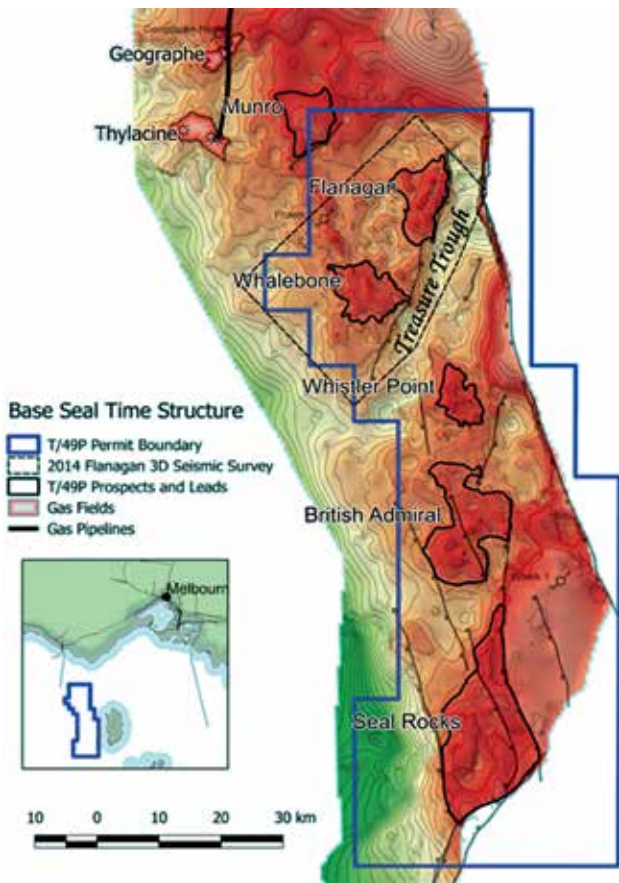 Geographe
Munro
Thylacine
Flanagan
Whalebone
Treasure Trough
Whistler Point
Base Seal Time Structure
T/49P Permit Boundary
2014 Flanagan 3D Seismic Survey
T/49P Prospects and Leads
Gas Fields
Gas Pipelines
British Admiral
Melbourn
Seal Rocks
10 0 10 20 30 km